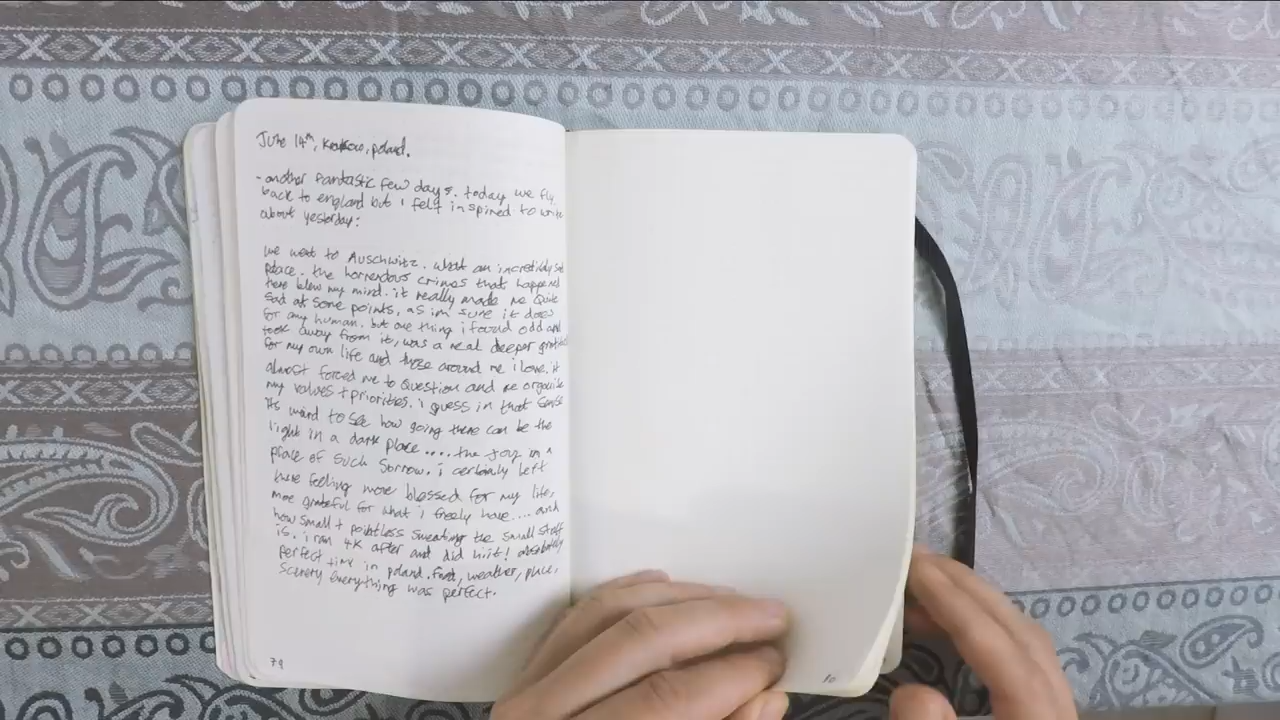 June 14th, Krakow, poland.
- another fantastic few days. today we fly
back to england but i felt inspired to write
about yesterday:
we went to Auschwitz. what an incredibly sad
place. the horrendous crimes that happened
there blew my mind. it really made me quite
sad at some points, as im sure it does
for any human. but one thing i found odd and
took away from it, was a real deeper gratitude
for my own life and those around me i love. it
almost forced me to question and re organise
my values + priorities. i guess in that sense
its weird to see how going there can be the
light in a dark place .... the joy in a
place of such sorrow. i certainly left
there feeling more blessed for my life,
more grateful for what i freely have .... and
how small + pointless sweating the small stuff
is. i ran 4K after and did hiit! absolutely
perfect time in poland. food, weather, place,
scenery everything was perfect.
79
80